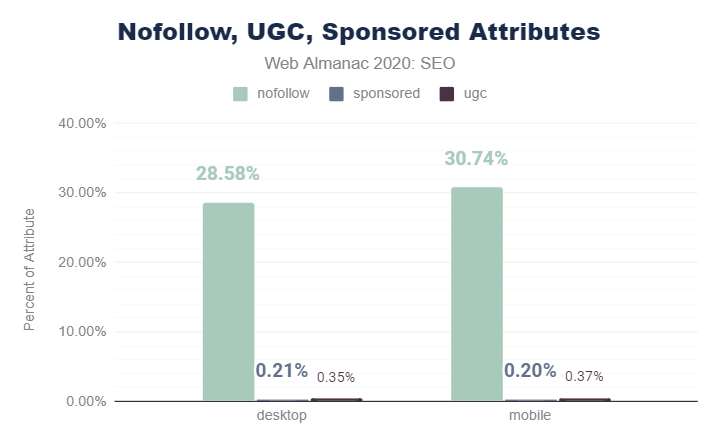 Nofollow, UGC, Sponsored Attributes
Web Almanac 2020: SEO
nofollow sponsored ugc
Percent of Attribute
40.00%
30.00%
20.00%
10.00%
0.00%
28.58%
0.21%
0.35%
30.74%
0.20%
0.37%
desktop mobile